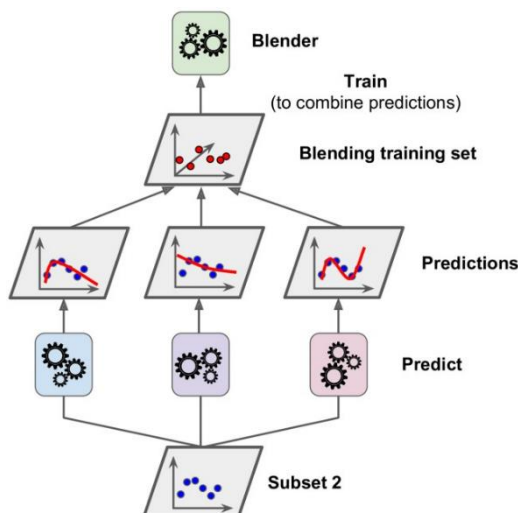 Blender
Train
(to combine predictions)
Blending training set
Predictions
Predict
Subset 2